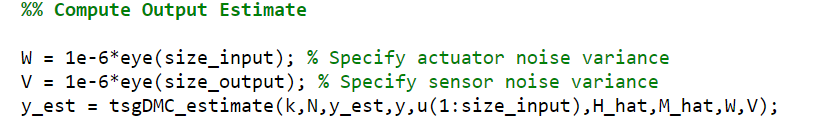 %% Compute Output Estimate
W = 1e-6*eye(size_input); % Specify actuator noise variance
V = 1e-6*eye(size_output); % Specify sensor noise variance
y_est = tsgDMC_estimate(k,N,y_est,y,u(1:size_input),H_hat,M_hat,W,V);